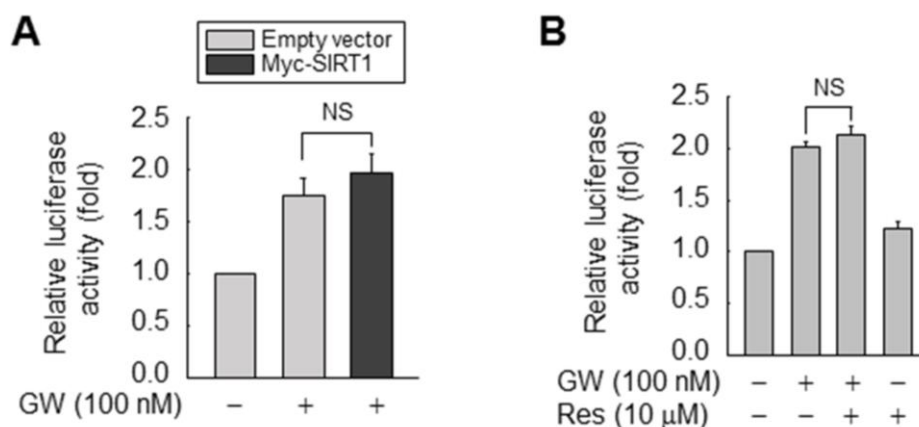 A
Empty vector
Myc-SIRT1
Relative luciferase
activity (fold)
2.5
2.0
1.5
1.0
0.5
0.0
NS
GW (100 nM) – + +
B
Relative luciferase
activity (fold)
2.5
2.0
1.5
1.0
0.5
0.0
NS
GW (100 nM) – + + –
Res (10 μM) – – + +